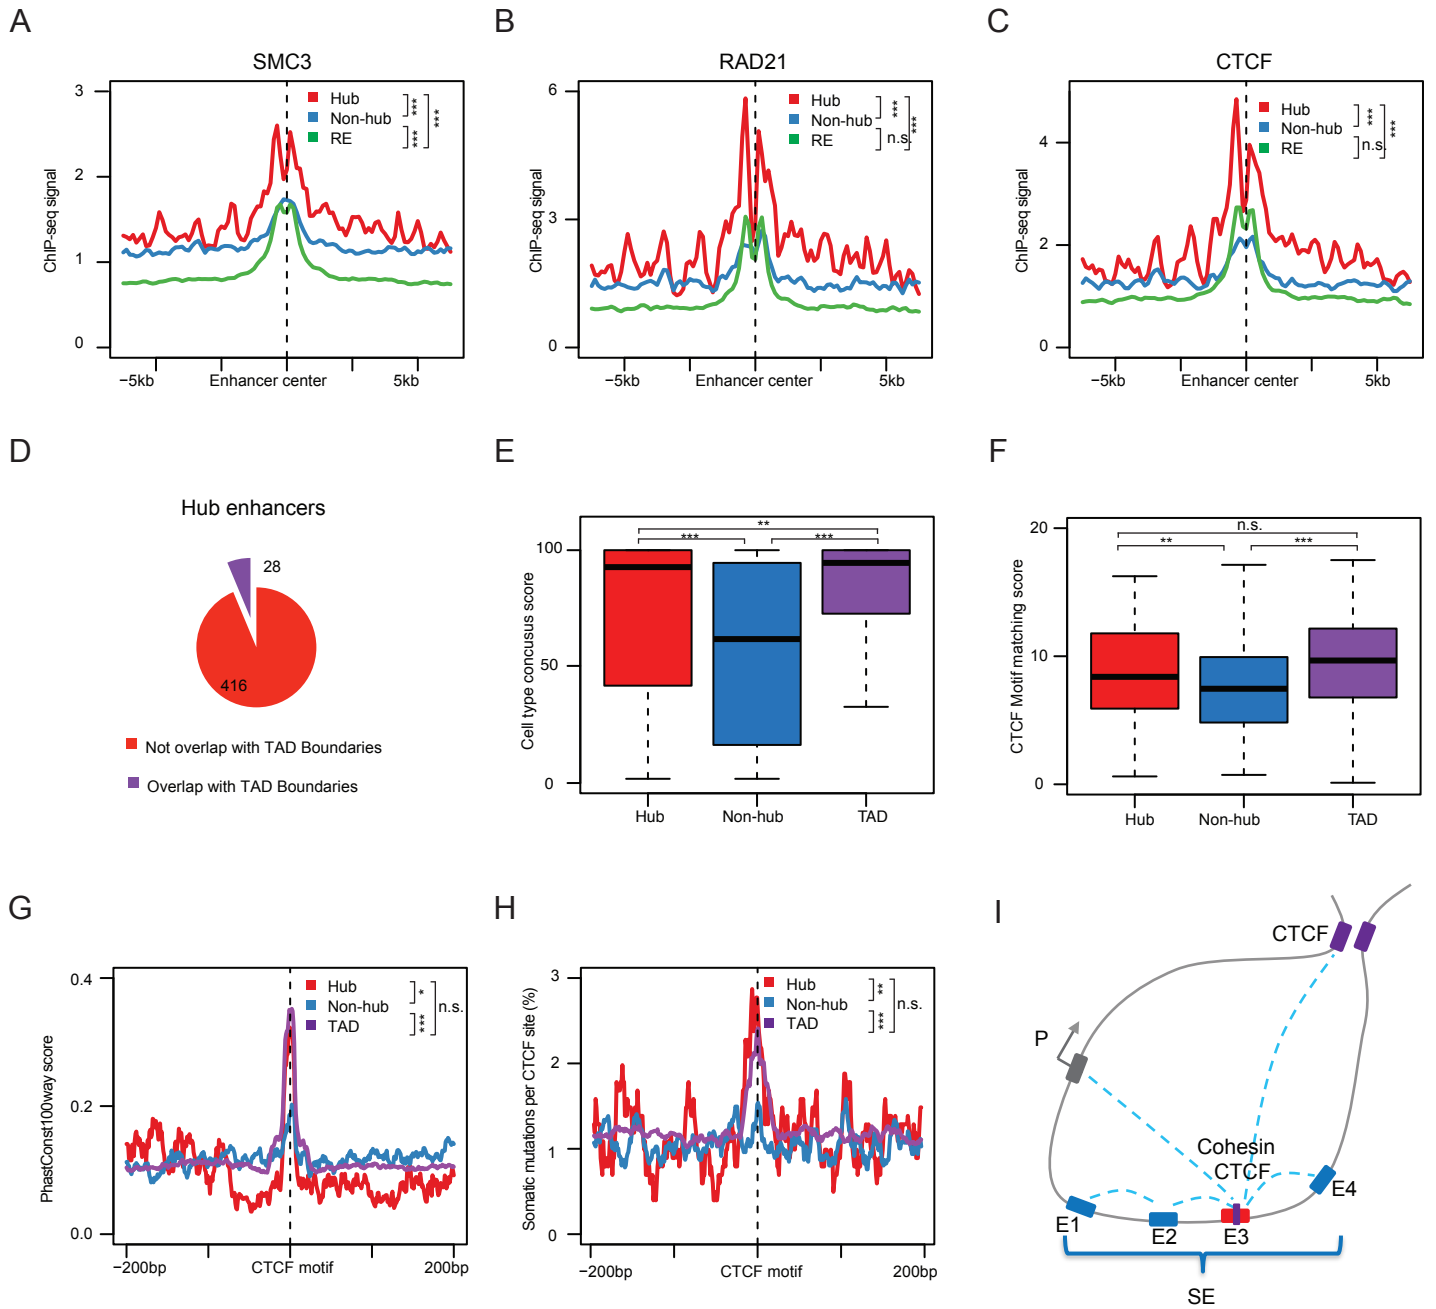 A
SMC3
3
2
1
0
ChIP-seq signal
Hub
Non-hub
RE
***
***
***
−5kb
Enhancer center
5kb
B
RAD21
6
3
0
ChIP-seq signal
Hub
Non-hub
RE
***
n.s.
***
−5kb
Enhancer center
5kb
C
CTCF
4
2
0
ChIP-seq signal
Hub
Non-hub
RE
***
n.s.
***
−5kb
Enhancer center
5kb
D
Hub enhancers
28
416
Not overlap with TAD Boundaries
Overlap with TAD Boundaries
E
100
50
0
Cell type concusus score
**
***
***
Hub
Non-hub
TAD
F
20
10
0
CTCF Motif matching score
n.s.
**
***
Hub
Non-hub
TAD
G
0.4
0.2
0.0
PhastConst100way score
Hub
Non-hub
TAD
*
***
n.s.
−200bp
CTCF motif
200bp
H
3
2
1
0
Somatic mutations per CTCF site (%)
Hub
Non-hub
TAD
**
***
n.s.
−200bp
CTCF motif
200bp
I
CTCF
P
Cohesin
CTCF
E1
E2
E3
E4
SE